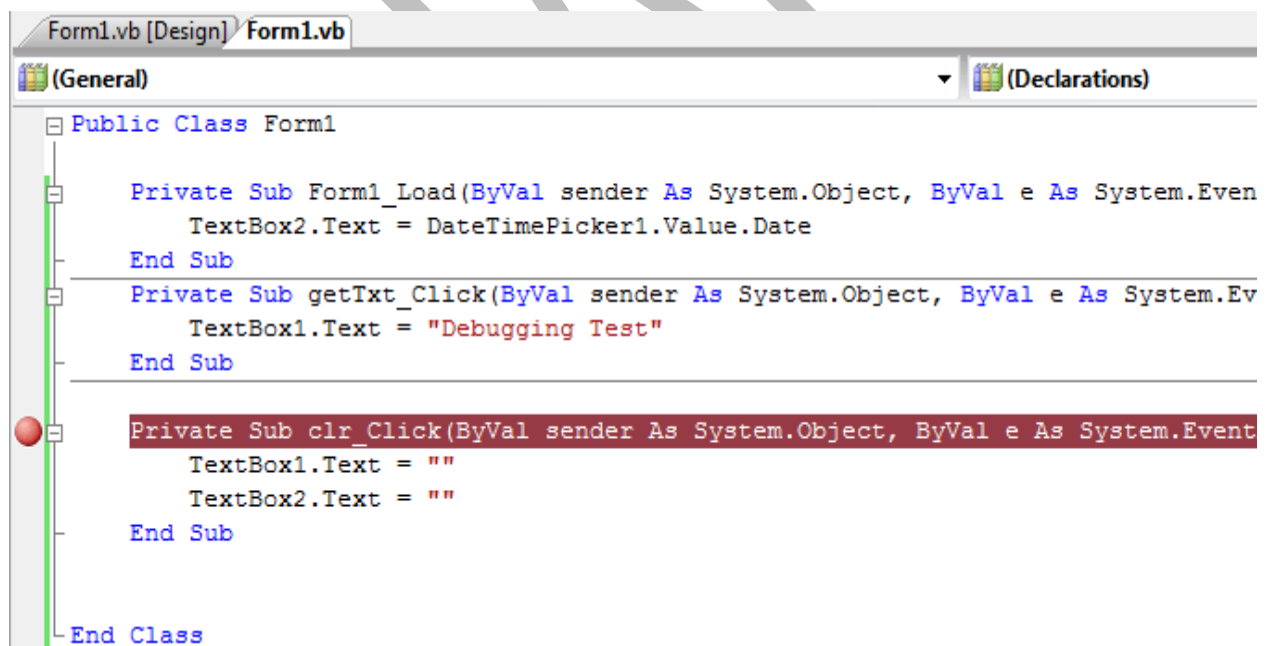 Form1.vb [Design] Form1.vb
(General) (Declarations)
Public Class Form1
Private Sub Form1_Load(ByVal sender As System.Object, ByVal e As System.Even
TextBox2.Text = DateTimePicker1.Value.Date
End Sub
Private Sub getTxt_Click(ByVal sender As System.Object, ByVal e As System.Ev
TextBox1.Text = "Debugging Test"
End Sub
Private Sub clr_Click(ByVal sender As System.Object, ByVal e As System.Event
TextBox1.Text = ""
TextBox2.Text = ""
End Sub
End Class